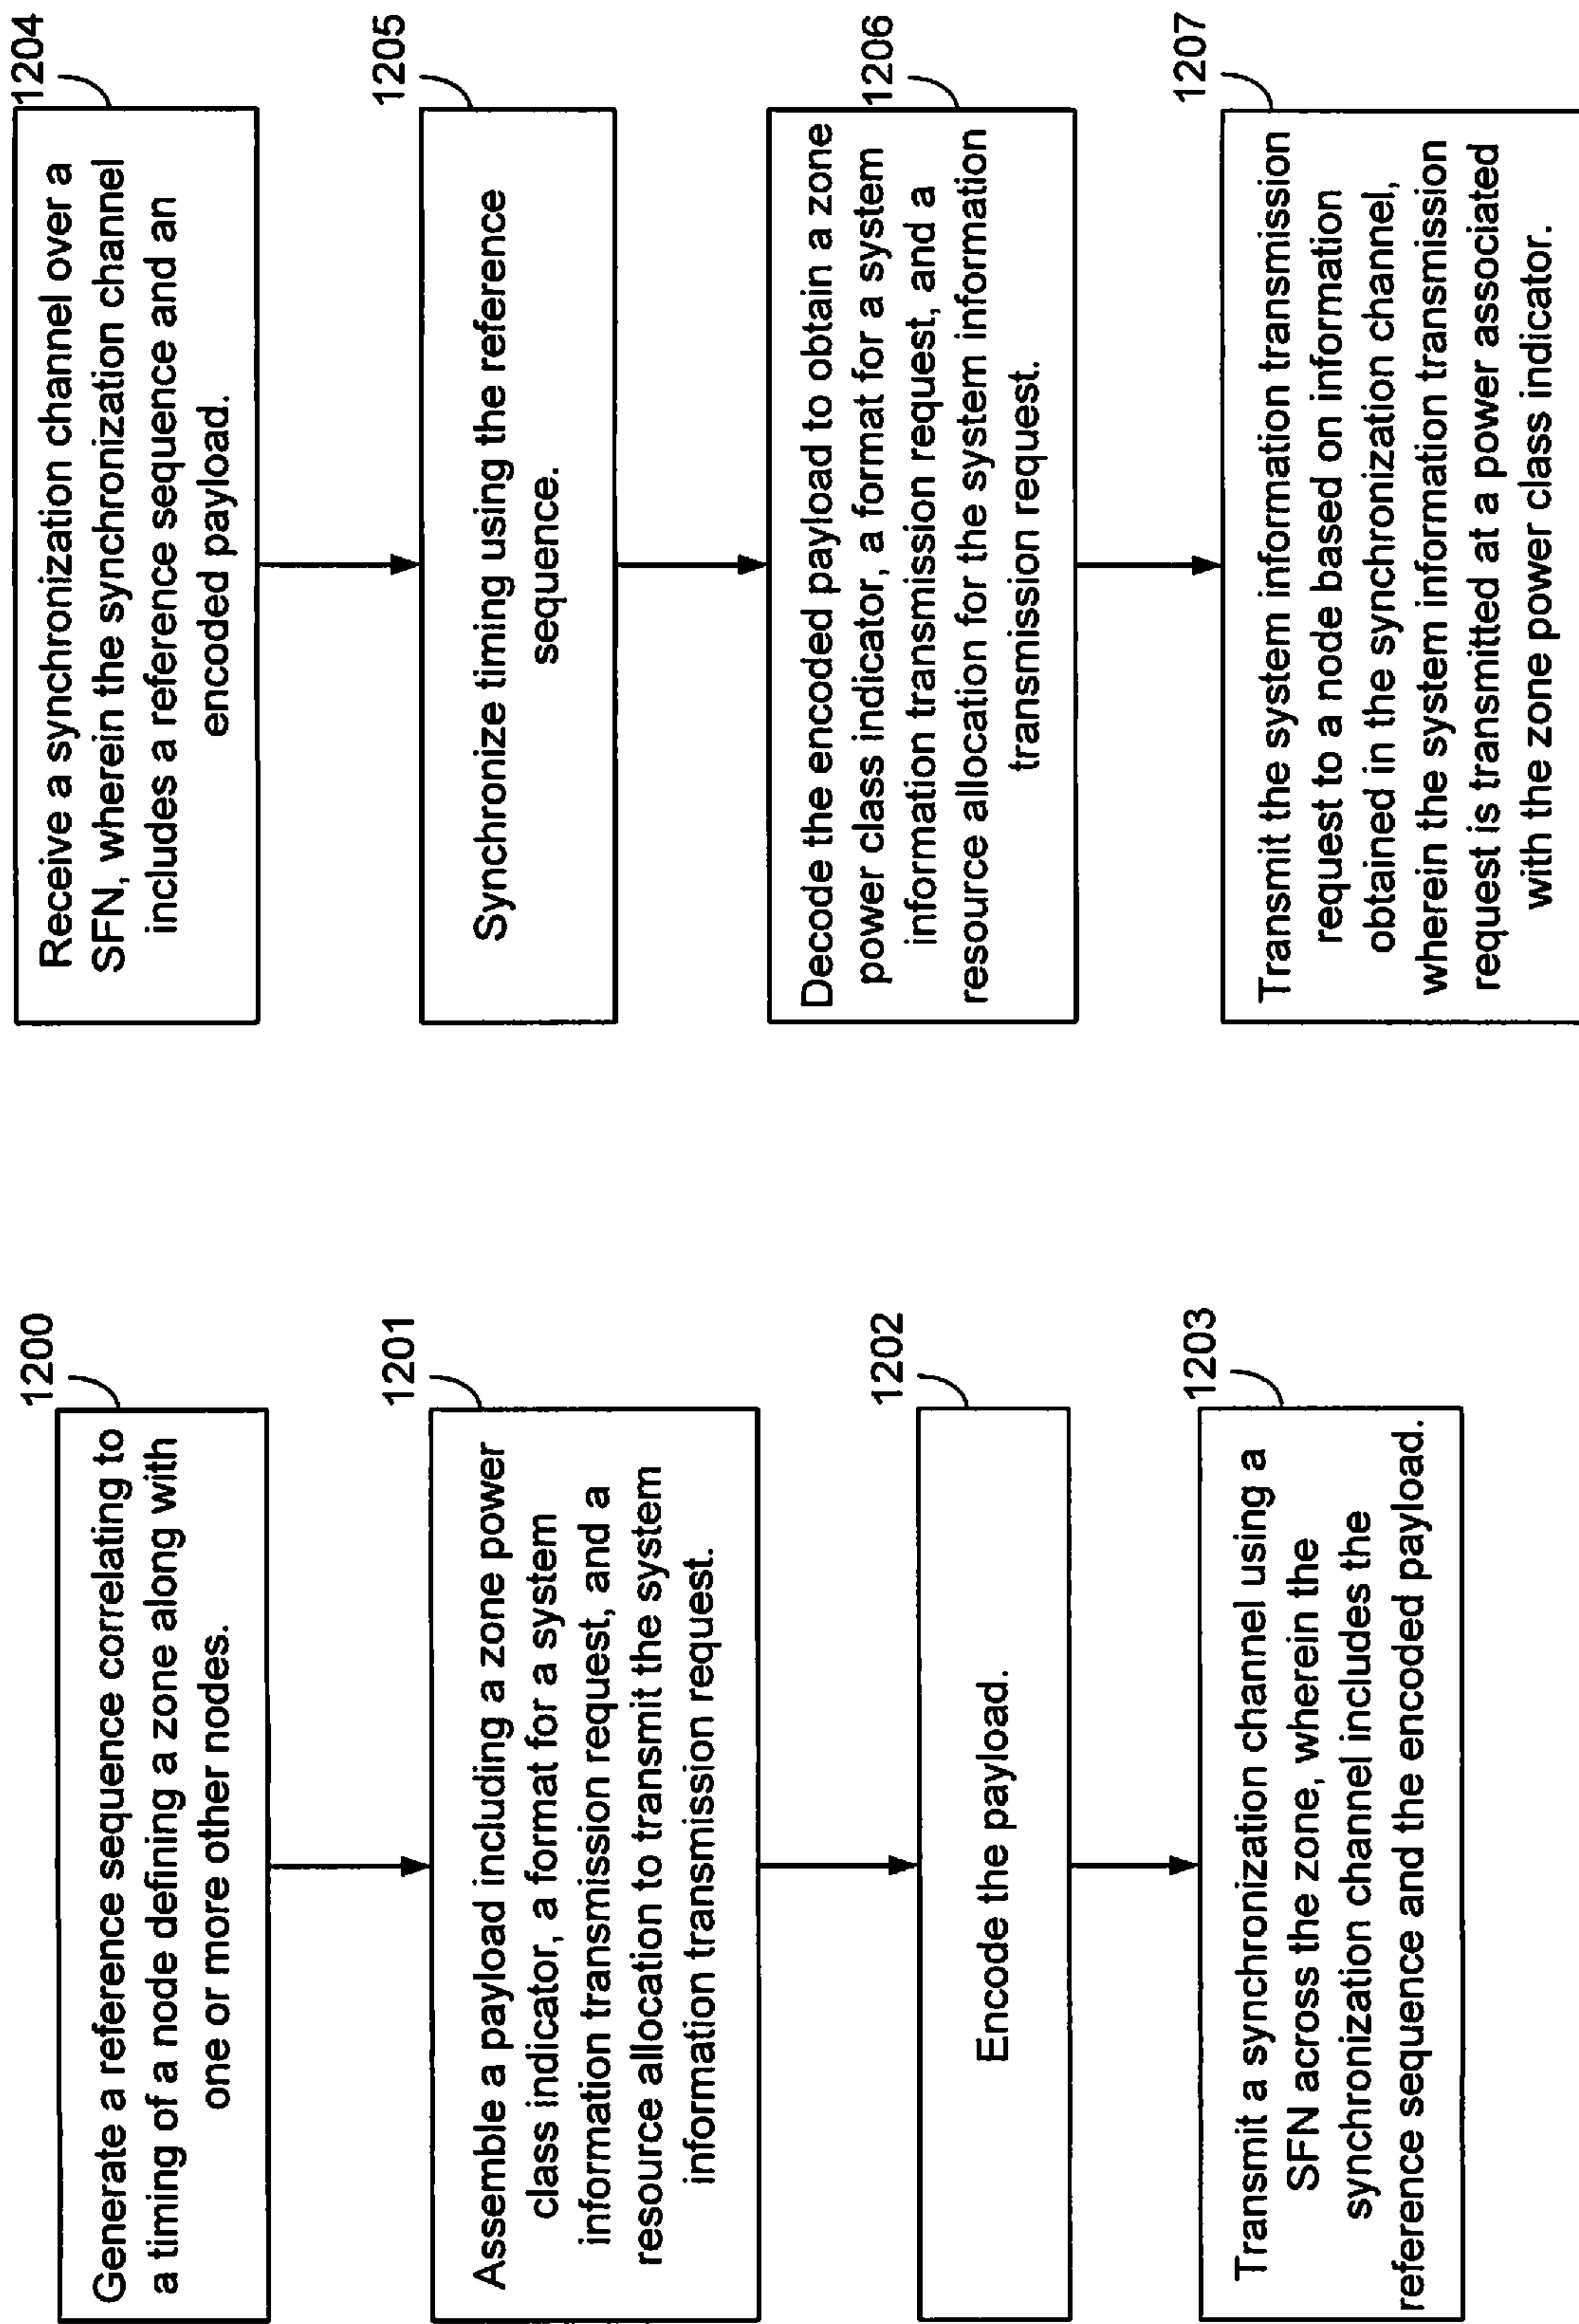 1200
Generate a reference sequence correlating to
a timing of a node defining a zone along with
one or more other nodes.
1201
Assemble a payload including a zone power
class indicator, a format for a system
information transmission request, and a
resource allocation to transmit the system
information transmission request.
1202
Encode the payload.
1203
Transmit a synchronization channel using a
SFN across the zone, wherein the
synchronization channel includes the
reference sequence and the encoded payload.
1204
Receive a synchronization channel over a
SFN, wherein the synchronization channel
includes a reference sequence and an
encoded payload.
1205
Synchronize timing using the reference
sequence.
1206
Decode the encoded payload to obtain a zone
power class indicator, a format for a system
information transmission request, and a
resource allocation for the system information
transmission request.
1207
Transmit the system information transmission
request to a node based on information
obtained in the synchronization channel,
wherein the system information transmission
request is transmitted at a power associated
with the zone power class indicator.